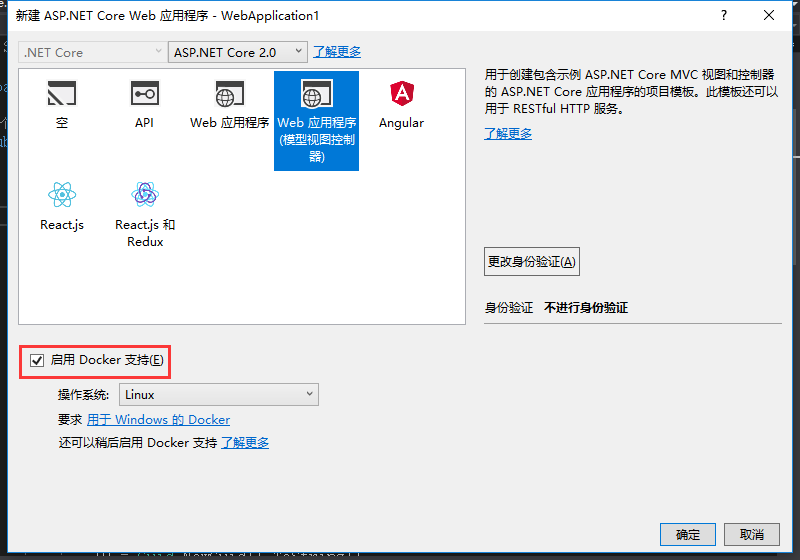 新建 ASP.NET Core Web 应用程序 - WebApplication1
?
.NET Core
ASP.NET Core 2.0
了解更多
空
API
Web 应用程序
Web 应用程序
(模型视图控制
器)
Angular
React.js
React.js 和
Redux
用于创建包含示例 ASP.NET Core MVC 视图和控制器
的 ASP.NET Core 应用程序的项目模板。此模板还可以
用于 RESTful HTTP 服务。
了解更多
更改身份验证(A)
身份验证 不进行身份验证
启用 Docker 支持(E)
操作系统: Linux
要求 用于 Windows 的 Docker
还可以稍后启用 Docker 支持 了解更多
确定
取消